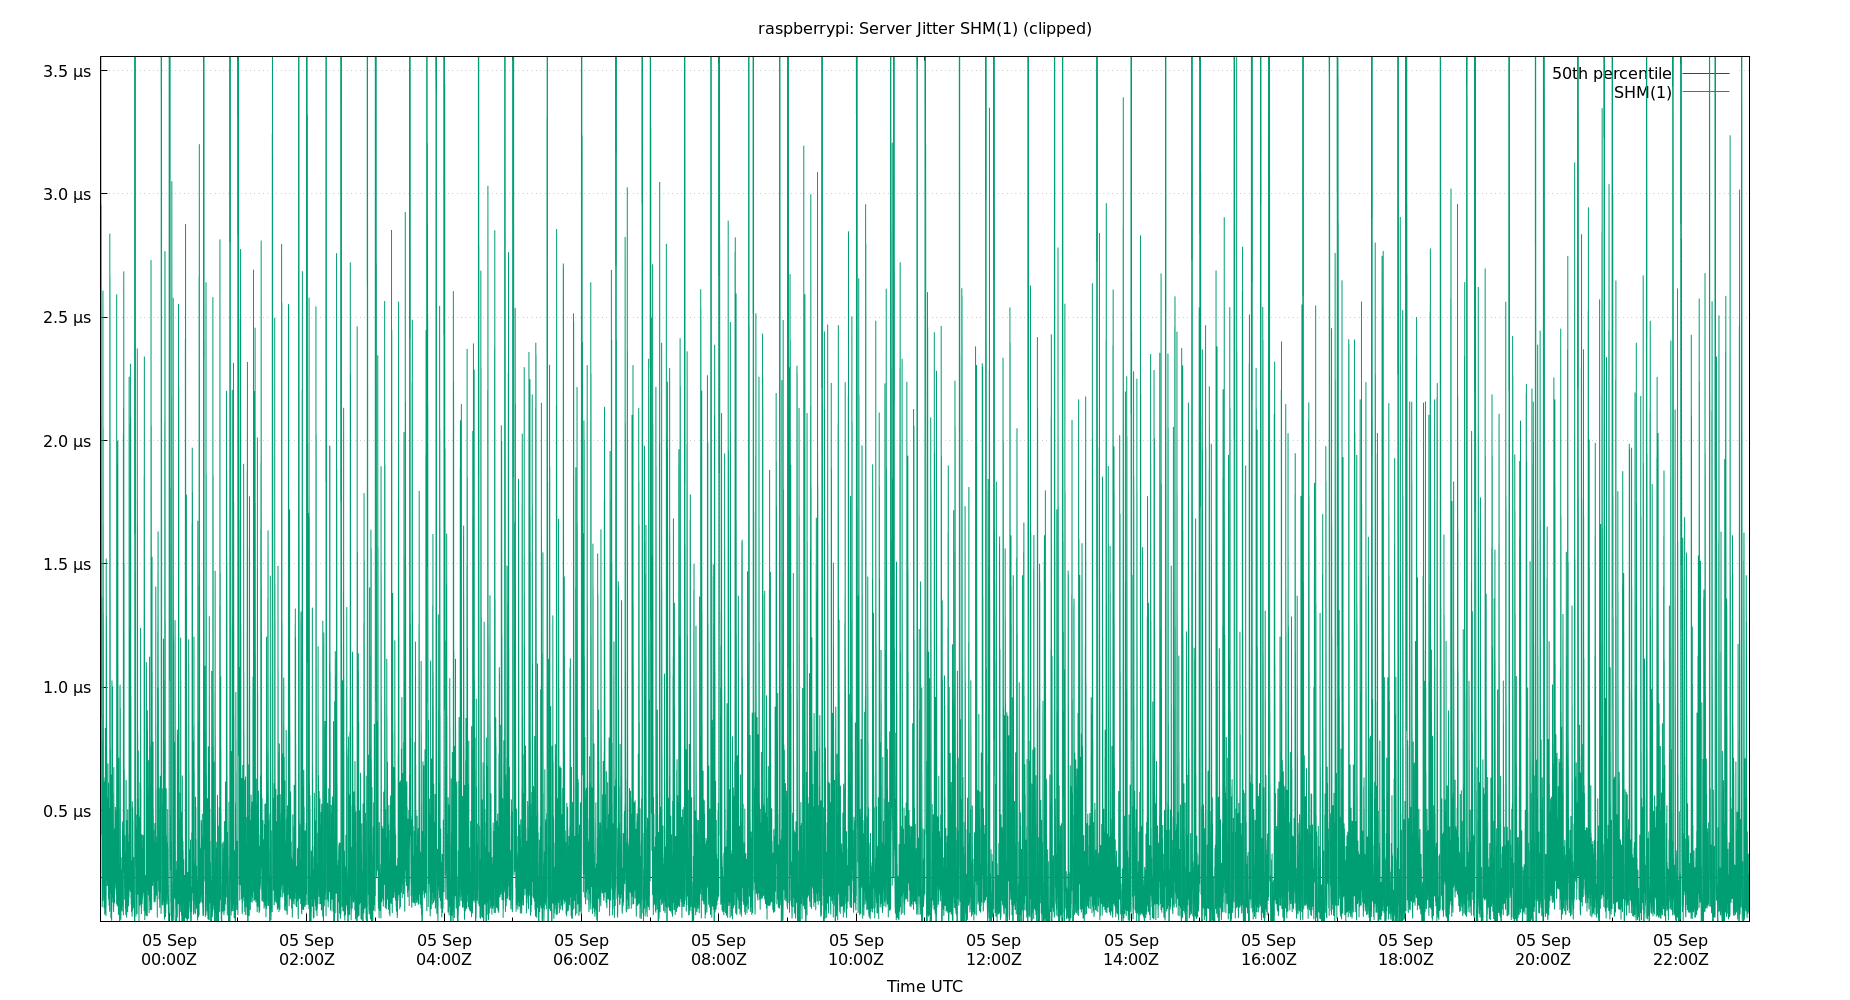 raspberrypi: Server Jitter SHM(1) (clipped)
3.5 µs
3.0 µs
2.5 µs
2.0 µs
1.5 µs
1.0 µs
0.5 µs
50th percentile
SHM(1)
05 Sep 05 Sep 05 Sep 05 Sep 05 Sep 05 Sep 05 Sep 05 Sep 05 Sep 05 Sep 05 Sep 05 Sep
00:00Z 02:00Z 04:00Z 06:00Z 08:00Z 10:00Z 12:00Z 14:00Z 16:00Z 18:00Z 20:00Z 22:00Z
Time UTC